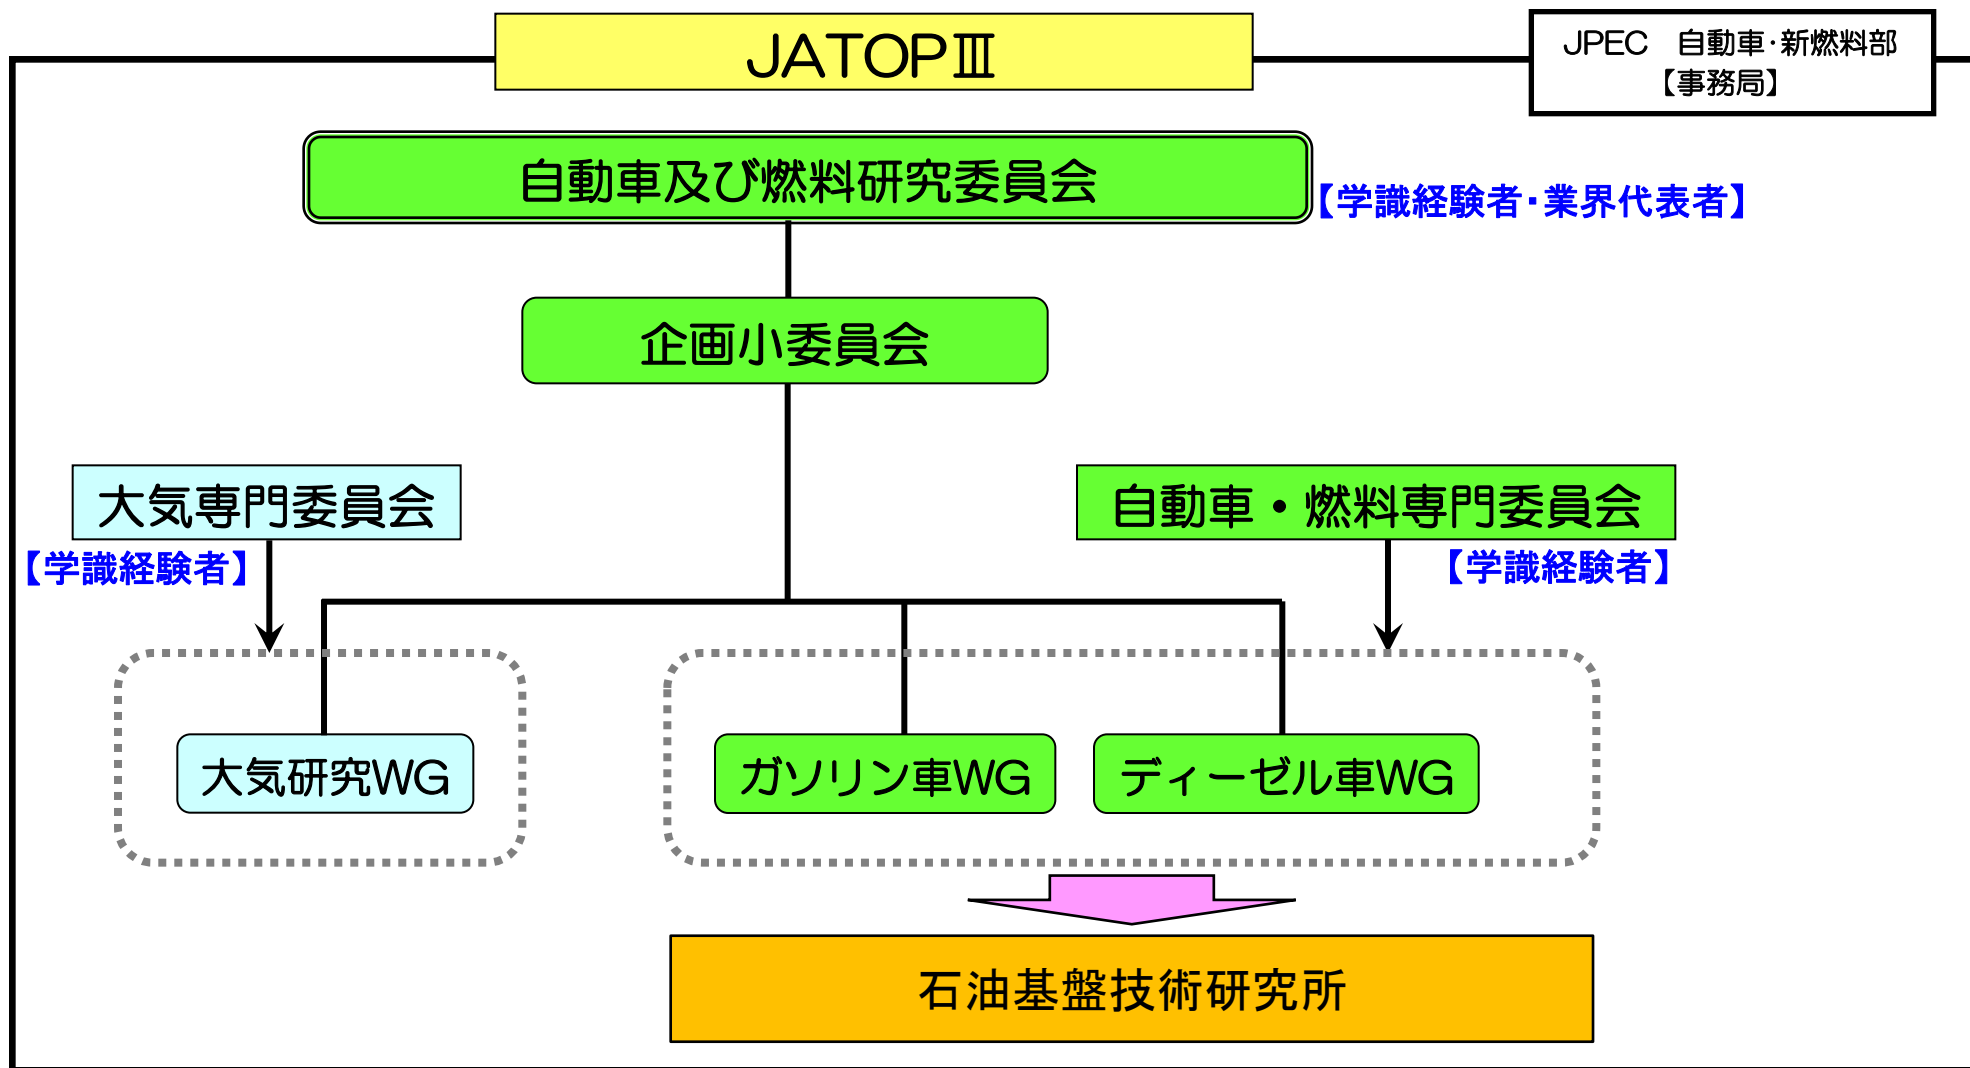 JATOPⅢ
JPEC　自動車・新燃料部
【事務局】
自動車及び燃料研究委員会
【学識経験者・業界代表者】
企画小委員会
大気専門委員会
自動車・燃料専門委員会
【学識経験者】
【学識経験者】
大気研究WG
ガソリン車WG
ディーゼル車WG
石油基盤技術研究所